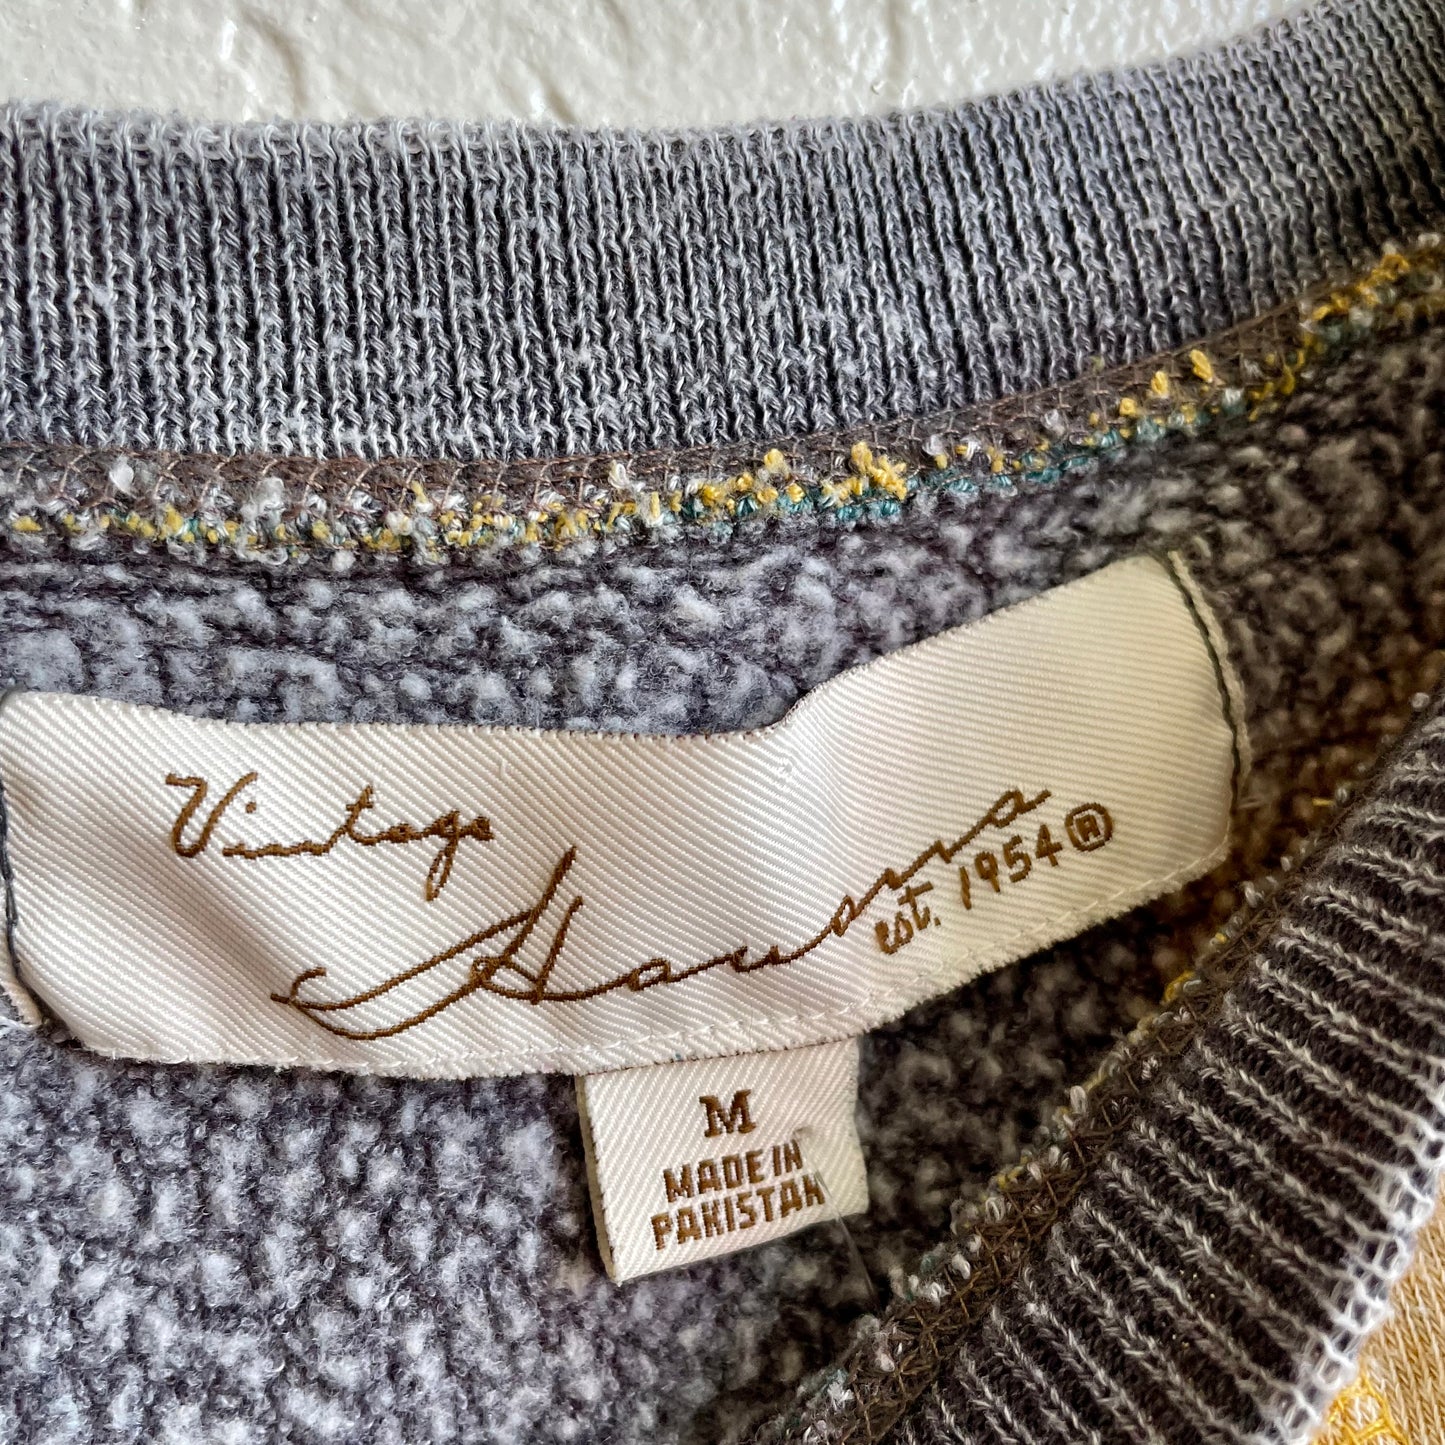 Vintage
Havana
est. 1954®
M
MADE IN
PAKISTAN